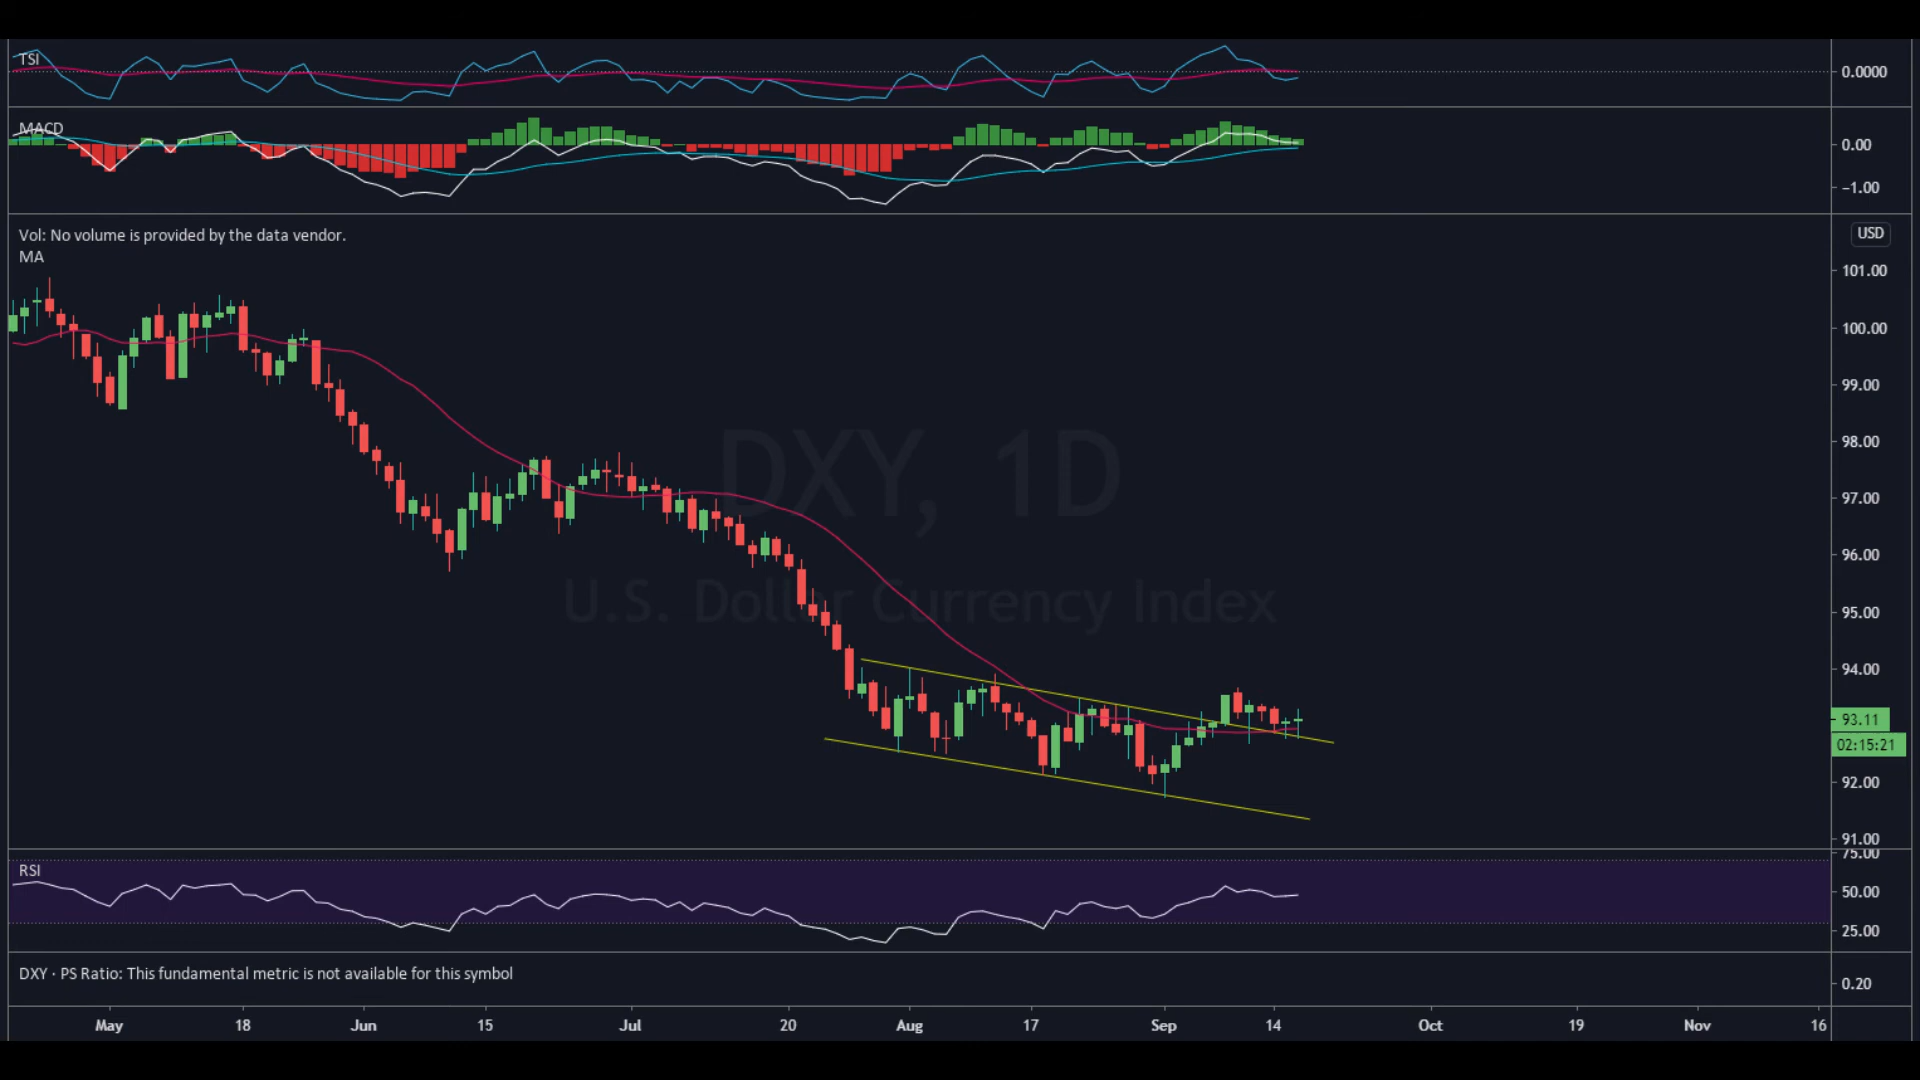 TSI
0.0000
MACD
0.00
−1.00
Vol: No volume is provided by the data vendor.
USD
MA
101.00
100.00
99.00
98.00
DXY, 1D
97.00
96.00
U.S. Dollar Currency Index
95.00
94.00
93.11
02:15:21
92.00
91.00
75.00
RSI
50.00
25.00
DXY · PS Ratio: This fundamental metric is not available for this symbol
0.20
May 18 Jun 15 Jul 20 Aug 17 Sep 14 Oct 19 Nov 16